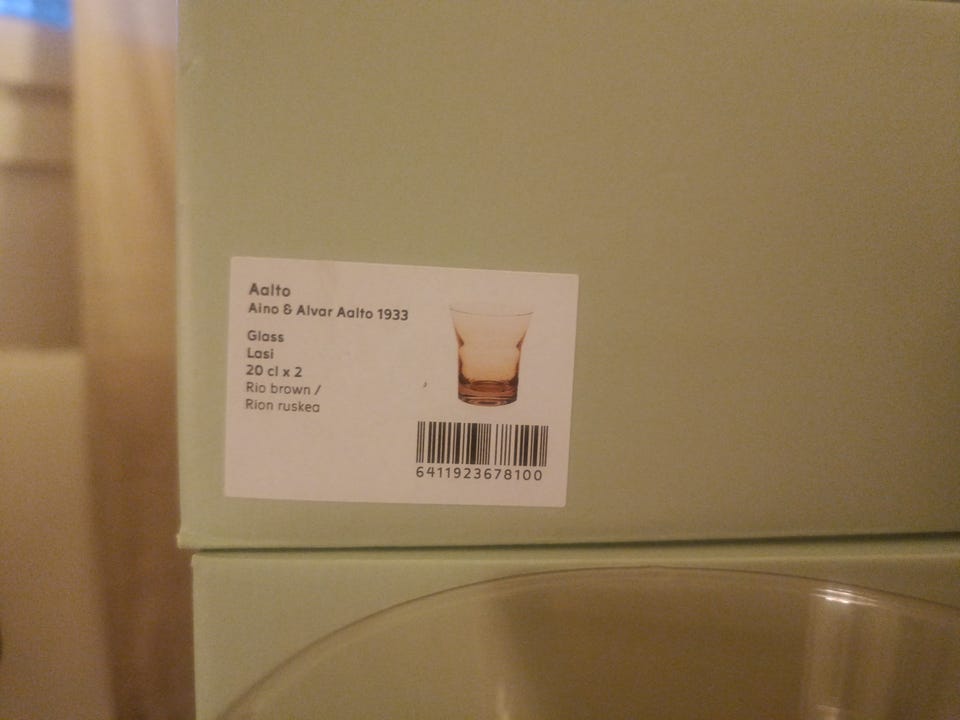 Aalto
Aino & Alvar Aalto 1933
Glass
Lasi
20 cl x 2
Rio brown /
Rion ruskea
6411923678100